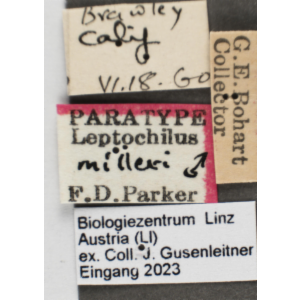 Brawley
Calif
VI.18.60
G.E. Bohart
Collector
PARATYPE
Leptochilus
milleri ♂
F.D. Parker
Biologiezentrum Linz
Austria (LI)
ex. Coll. J. Gusenleitner
Eingang 2023